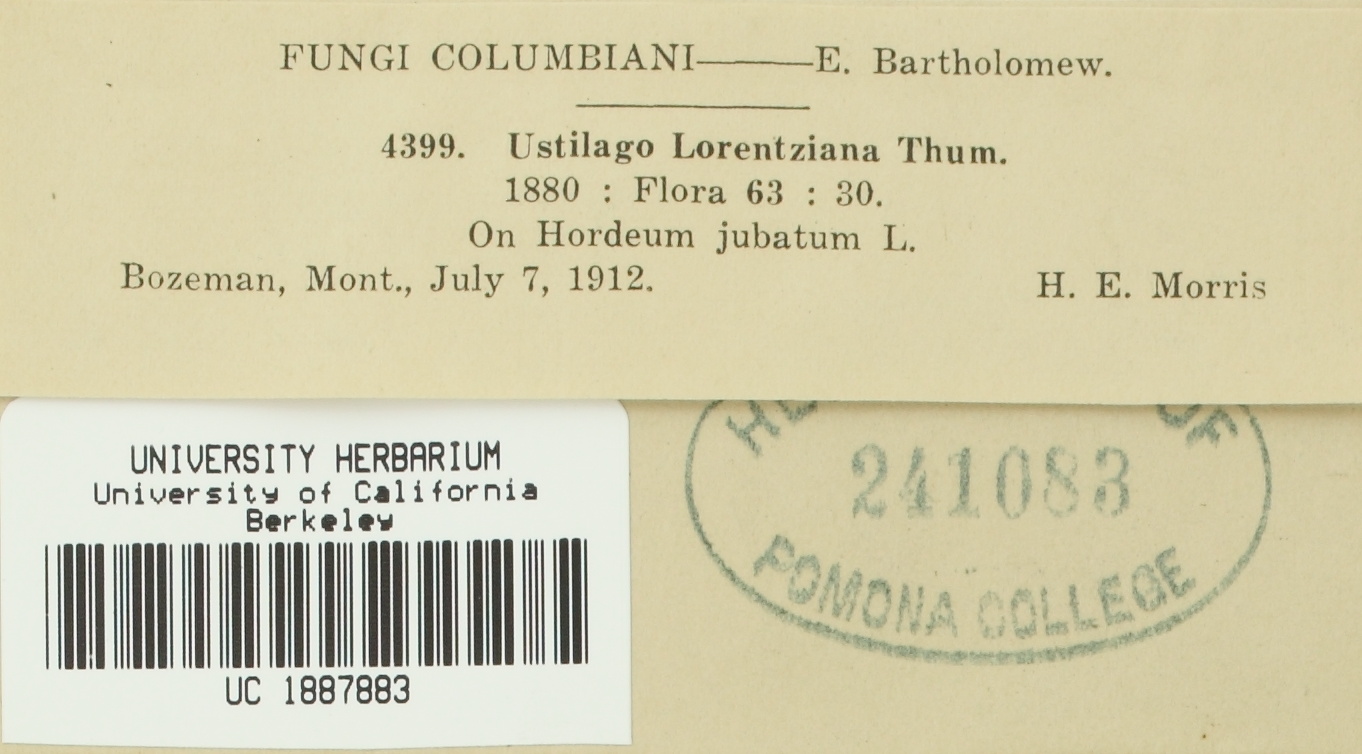 FUNGI COLUMBIANI——E. Bartholomew.
4399. Ustilago Lorentziana Thum.
1880 : Flora 63 : 30.
On Hordeum jubatum L.
Bozeman, Mont., July 7, 1912. H. E. Morris
UNIVERSITY HERBARIUM
University of California
Berkeley
UC 1887883
OF
241083
POMONA COLLEGE